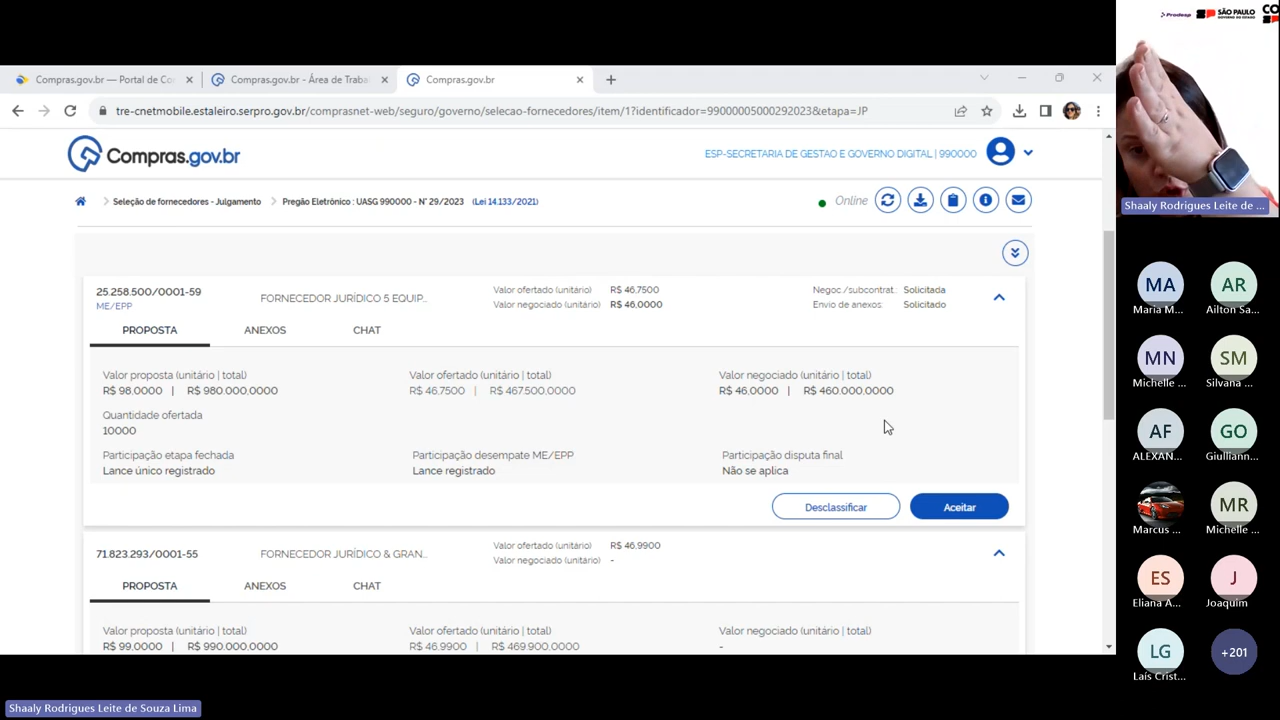 Prodesp SÃO PAULO GOVERNO DO ESTADO CO SP
Compras.gov.br — Portal de Co
Compras.gov.br - Área de Traba
Compras.gov.br
tre-cnetmobile.estaleiro.serpro.gov.br/comprasnet-web/seguro/governo/selecao-fornecedores/item/1?identificador=99000005000292023&etapa=JP
Compras.gov.br
ESP-SECRETARIA DE GESTAO E GOVERNO DIGITAL | 990000
Shaaly Rodrigues Leite de ...
Seleção de fornecedores - Julgamento
Pregão Eletrônico : UASG 990000 - N° 29/2023 (Lei 14.133/2021)
Online
25.258.500/0001-59
ME/EPP
FORNECEDOR JURÍDICO 5 EQUIP...
Valor ofertado (unitário) R$ 46,7500
Valor negociado (unitário) R$ 46,0000
Negoc./subcontrat.: Solicitada
Envio de anexos: Solicitado
PROPOSTA ANEXOS CHAT
Valor proposta (unitário | total)
R$ 98,0000 | R$ 980.000,0000
Valor ofertado (unitário | total)
R$ 46,7500 | R$ 467.500,0000
Valor negociado (unitário | total)
R$ 46,0000 | R$ 460.000,0000
Quantidade ofertada
10000
Participação etapa fechada
Lance único registrado
Participação desempate ME/EPP
Lance registrado
Participação disputa final
Não se aplica
Desclassificar
Aceitar
71.823.293/0001-55
FORNECEDOR JURÍDICO & GRAN...
Valor ofertado (unitário) R$ 46,9900
Valor negociado (unitário) -
PROPOSTA ANEXOS CHAT
Valor proposta (unitário | total)
R$ 99,0000 | R$ 990.000,0000
Valor ofertado (unitário | total)
R$ 46,9900 | R$ 469.900,0000
Valor negociado (unitário | total)
-
MA
Maria M...
AR
Ailton Sa...
MN
Michelle ...
SM
Silvana ...
AF
ALEXAN...
GO
Giulliann...
Marcus ...
MR
Michelle ...
ES
Eliana A...
J
Joaquim
LG
Laís Crist...
+201
Shaaly Rodrigues Leite de Souza Lima